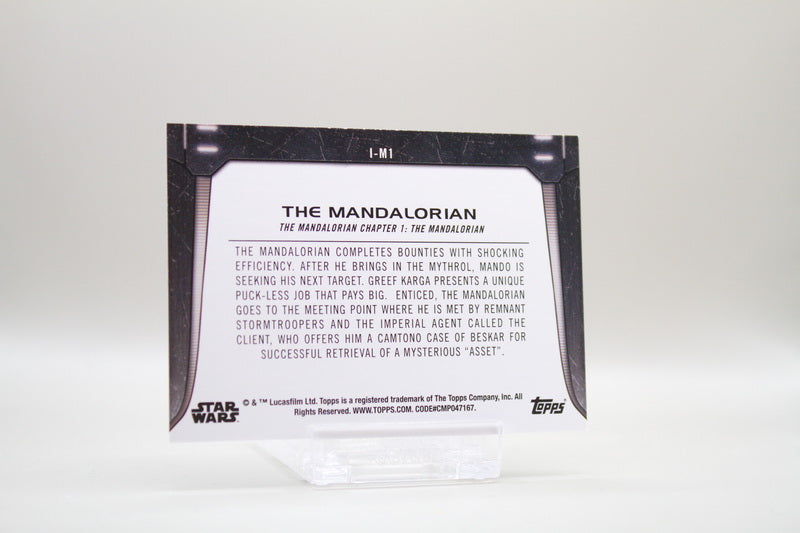 I-M1
THE MANDALORIAN
THE MANDALORIAN CHAPTER 1: THE MANDALORIAN
THE MANDALORIAN COMPLETES BOUNTIES WITH SHOCKING
EFFICIENCY. AFTER HE BRINGS IN THE MYTHROL, MANDO IS
SEEKING HIS NEXT TARGET. GREEF KARGA PRESENTS A UNIQUE
PUCK-LESS JOB THAT PAYS BIG. ENTICED, THE MANDALORIAN
GOES TO THE MEETING POINT WHERE HE IS MET BY REMNANT
STORMTROOPERS AND THE IMPERIAL AGENT CALLED THE
CLIENT, WHO OFFERS HIM A CAMTONO CASE OF BESKAR FOR
SUCCESSFUL RETRIEVAL OF A MYSTERIOUS “ASSET”.
STAR WARS
© & ™ Lucasfilm Ltd. Topps is a registered trademark of The Topps Company, Inc. All
Rights Reserved. WWW.TOPPS.COM. CODE#CMP047167.
Topps